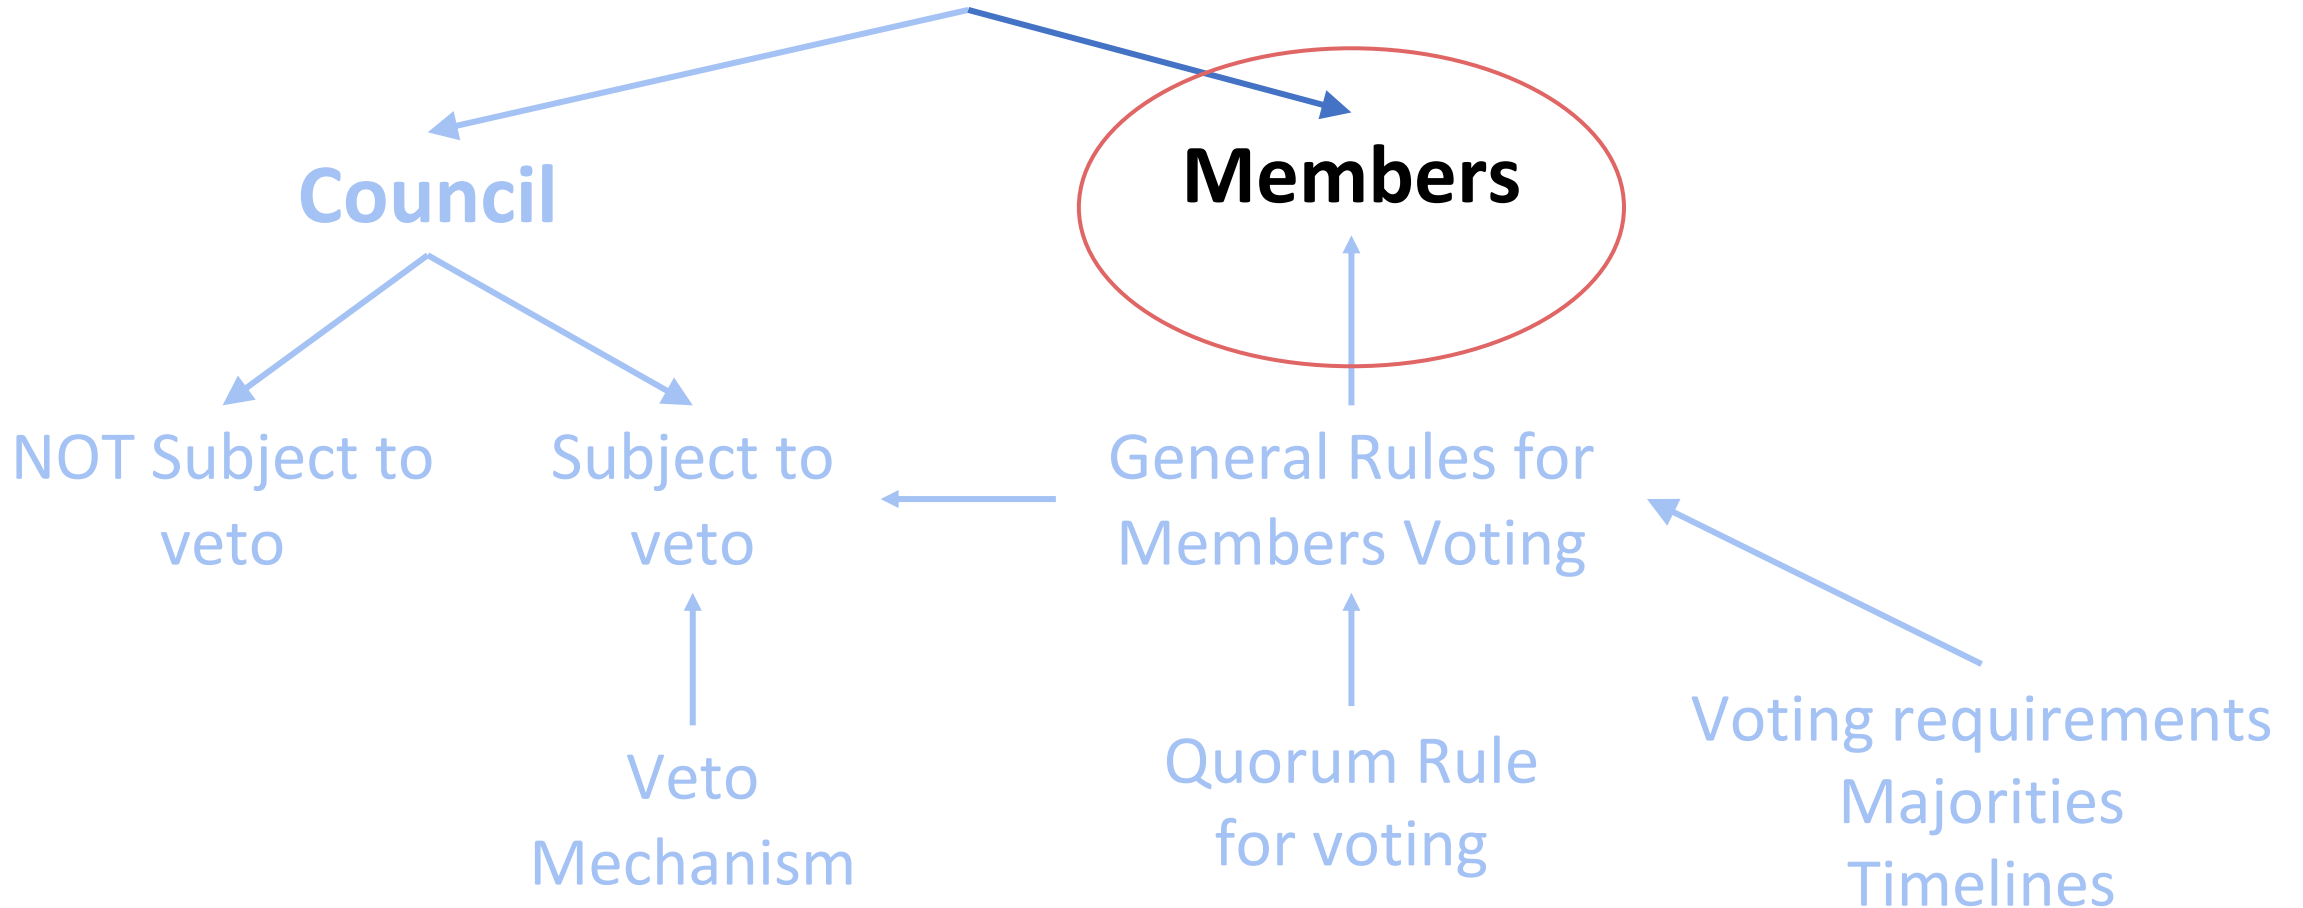 Council
Members
NOT Subject to
veto
Subject to
veto
General Rules for
Members Voting
Veto
Mechanism
Quorum Rule
for voting
Voting requirements
Majorities
Timelines